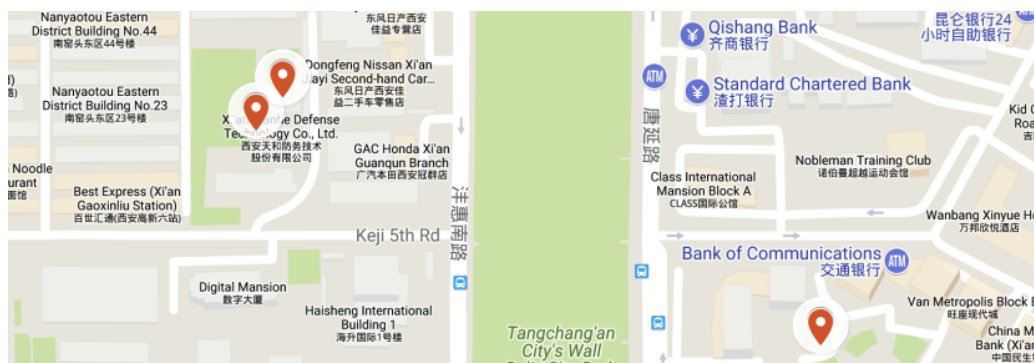 Nanyaotou Eastern
District Building No.44
南窑头东区44号楼
Nanyaotou Eastern
District Building No.23
南窑头东区23号楼
Noodle
面馆
Best Express (Xi'an
Gaoxinliu Station)
百世汇通(西安高新六站)
东风日产西安
佳益专营店
Dongfeng Nissan Xi'an
Jiayi Second-hand Car...
东风日产西安佳
益二手车零售店
Defense
Technology Co., Ltd.
西安天和防务技术
股份有限公司
GAC Honda Xi'an
Guanqun Branch
广汽本田西安冠群店
沣惠南路
Keji 5th Rd
Digital Mansion
数字大厦
Haisheng International
Building 1
海升国际1号楼
Tangchang'an
City's Wall
唐延路
ATM
¥
Qishang Bank
齐商银行
¥
Standard Chartered Bank
渣打银行
昆仑银行24
小时自助银行
Kid
Nobleman Training Club
诺伯曼超越运动会馆
Class International
Mansion Block A
CLASS国际公馆
Wanbang Xinyue
万邦欣悦酒店
Bank of Communications
交通银行
ATM
Van Metropolis Block
旺座现代城
China
Bank (Xi'a
中国民生